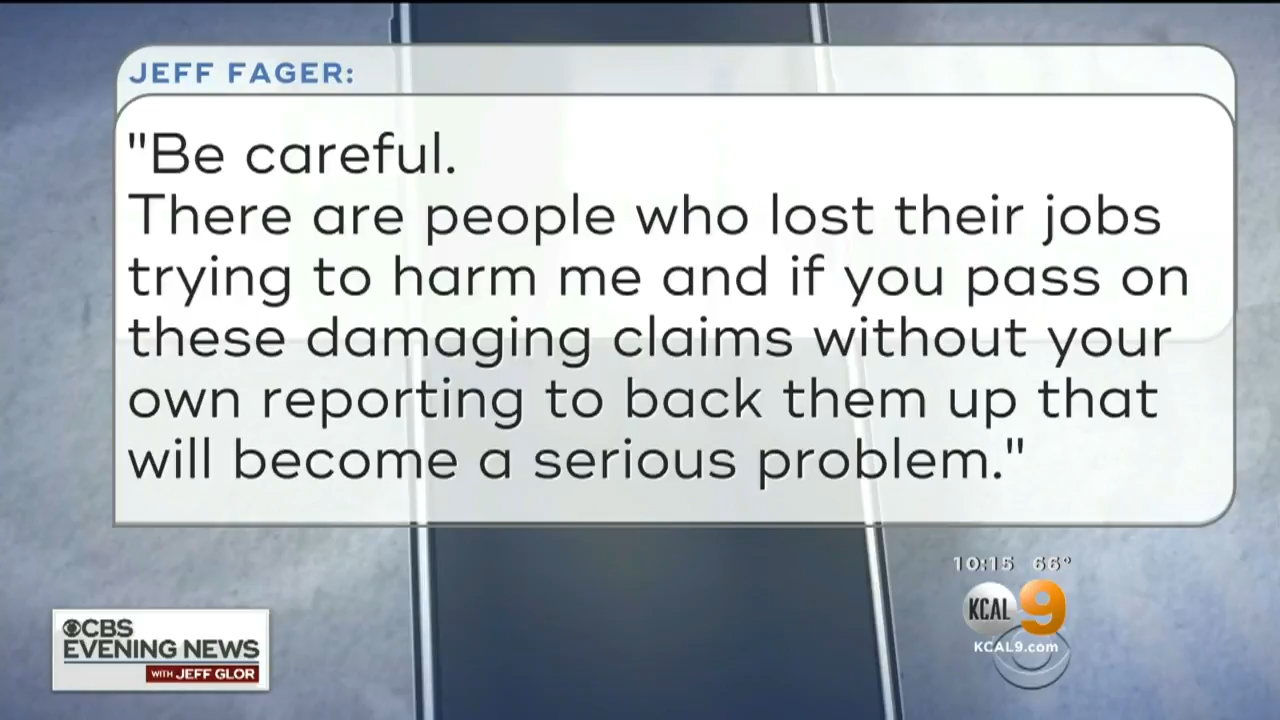 JEFF FAGER:
"Be careful.
There are people who lost their jobs
trying to harm me and if you pass on
these damaging claims without your
own reporting to back them up that
will become a serious problem."
10:15 66°
KCAL 9
KCAL9.com
CBS
EVENING NEWS
WITH JEFF GLOR